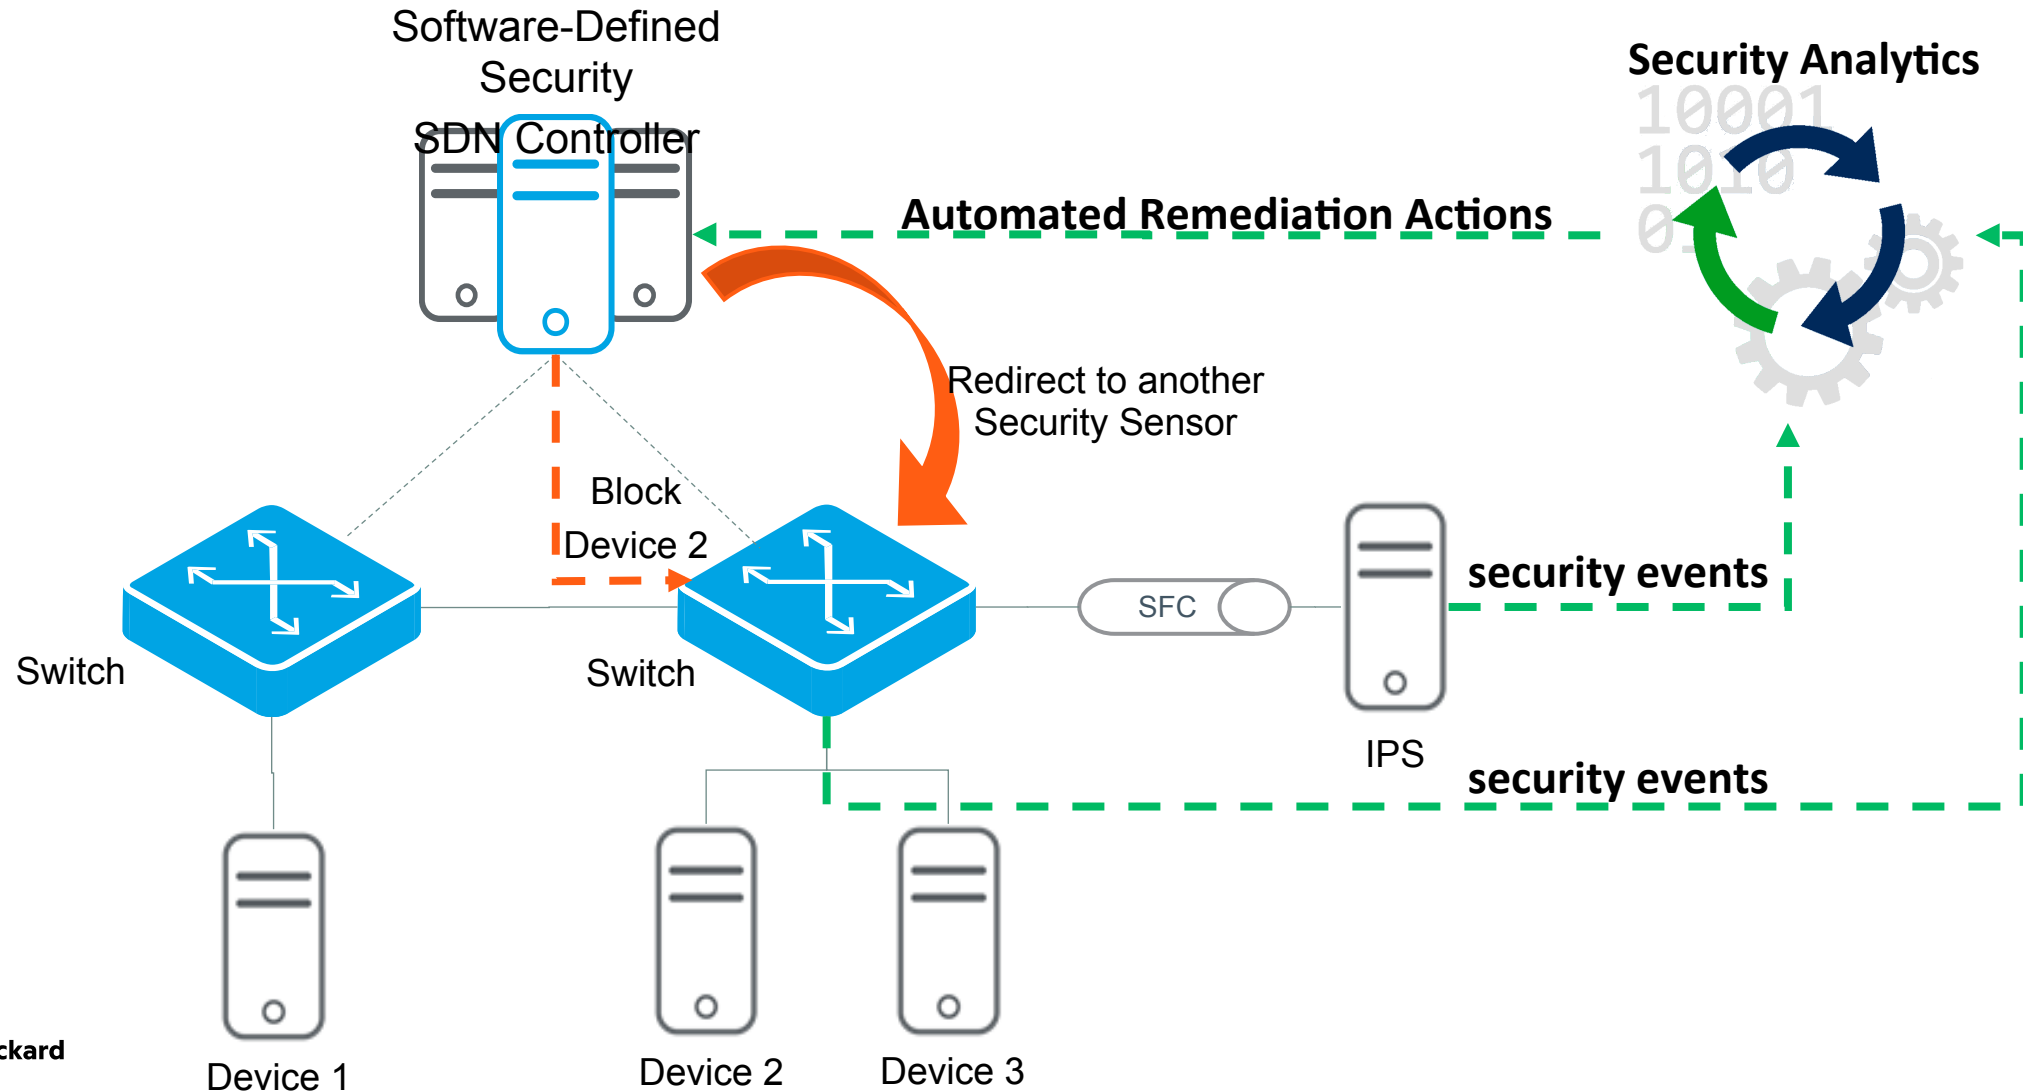 Software-Defined
Security
SDN Controller
Security Analytics
10001
1010
01
Automated Remediation Actions
Redirect to another
Security Sensor
Block
Device 2
SFC
security events
Switch
Switch
IPS
security events
ckard
Device 1
Device 2
Device 3